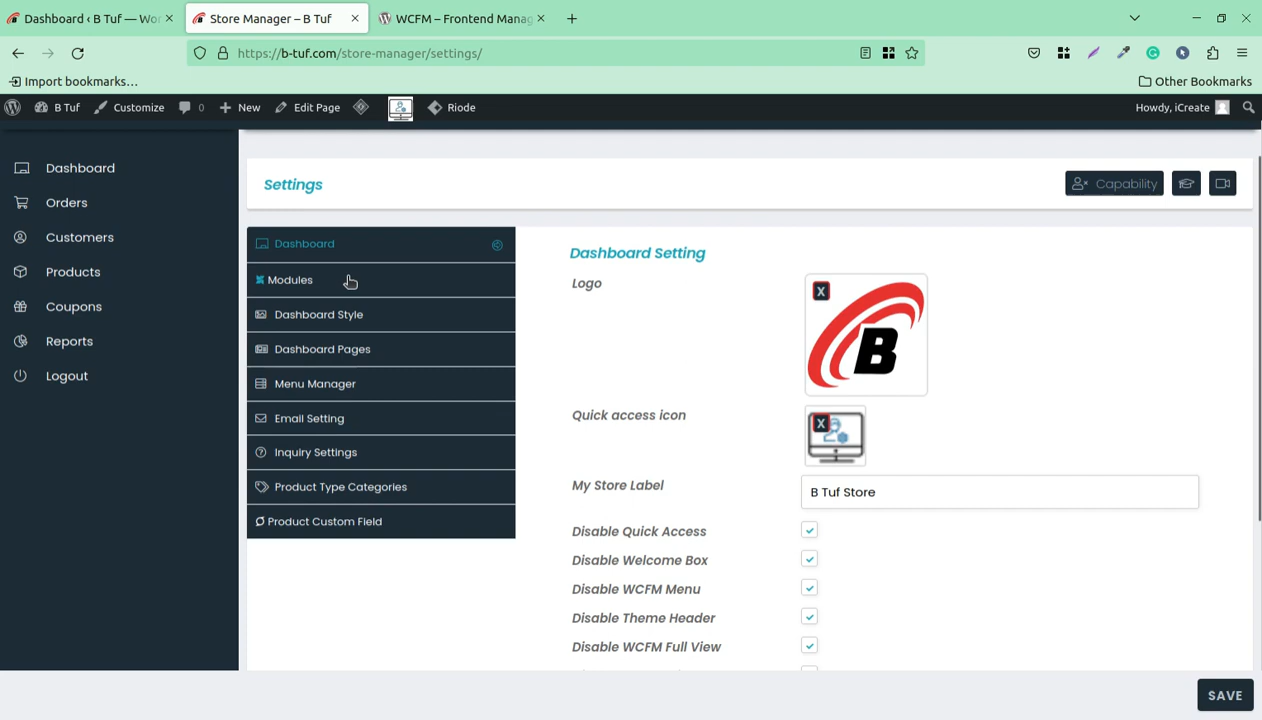 Dashboard ‹ B Tuf — Wo
Store Manager – B Tuf
WCFM – Frontend Manag
https://b-tuf.com/store-manager/settings/
Import bookmarks…
Other Bookmarks
B Tuf
Customize
0
New
Edit Page
Riode
Howdy, iCreate
Dashboard
Orders
Customers
Products
Coupons
Reports
Logout
Settings
Capability
Dashboard
Modules
Dashboard Style
Dashboard Pages
Menu Manager
Email Setting
Inquiry Settings
Product Type Categories
Product Custom Field
Dashboard Setting
Logo
X
B
Quick access icon
X
My Store Label
B Tuf Store
Disable Quick Access
Disable Welcome Box
Disable WCFM Menu
Disable Theme Header
Disable WCFM Full View
SAVE